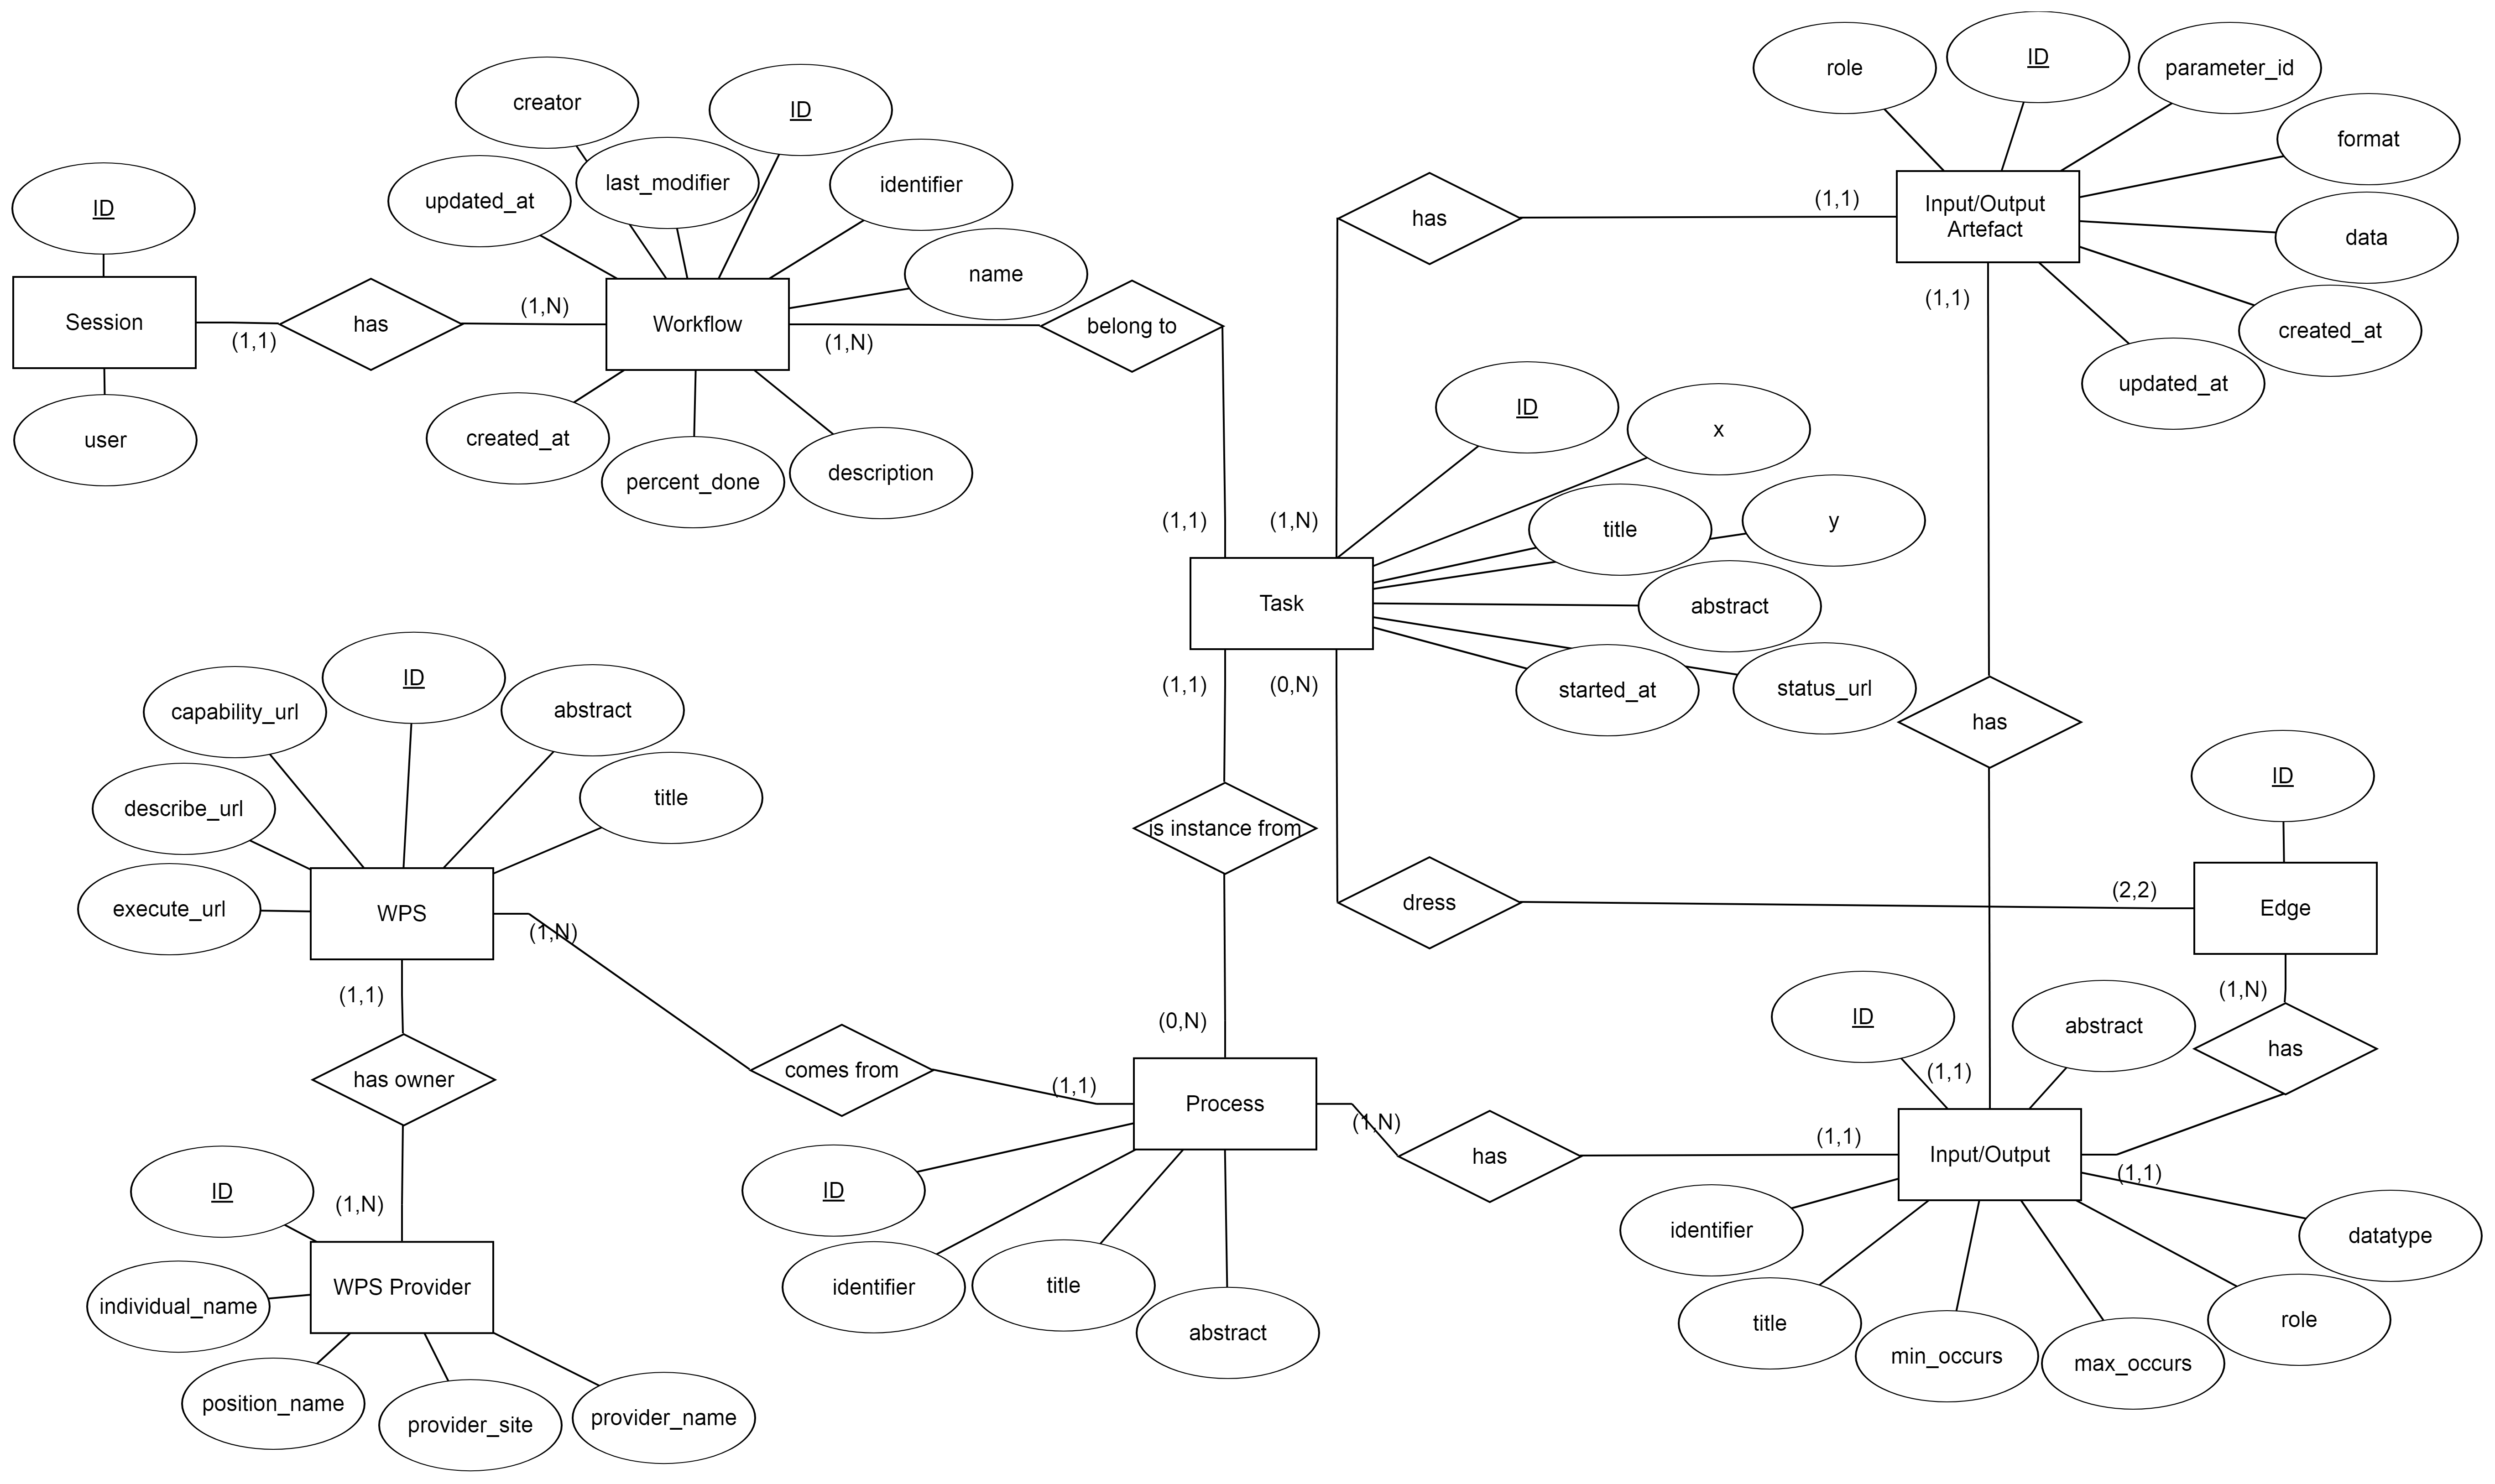 role
ID
parameter_id
creator
ID
format
last_modifier
identifier
updated_at
ID
Input/Output
Artefact
(1,1)
has
data
name
Session
has
(1,N)
Workflow
belong to
(1,1)
(1,N)
(1,1)
created_at
updated_at
user
created_at
percent_done
description
ID
x
(1,1)
(1,N)
title
y
Task
abstract
(1,1)
(0,N)
started_at
status_url
has
capability_url
ID
abstract
title
describe_url
execute_url
WPS
(1,N)
is instance from
dress
(2,2)
ID
Edge
(1,1)
(0,N)
ID
abstract
(1,N)
has
has owner
comes from
(1,1)
Process
(1,N)
has
(1,1)
(1,1)
Input/Output
(1,1)
ID
(1,N)
ID
identifier
datatype
WPS Provider
individual_name
identifier
title
abstract
title
min_occurs
max_occurs
role
position_name
provider_site
provider_name